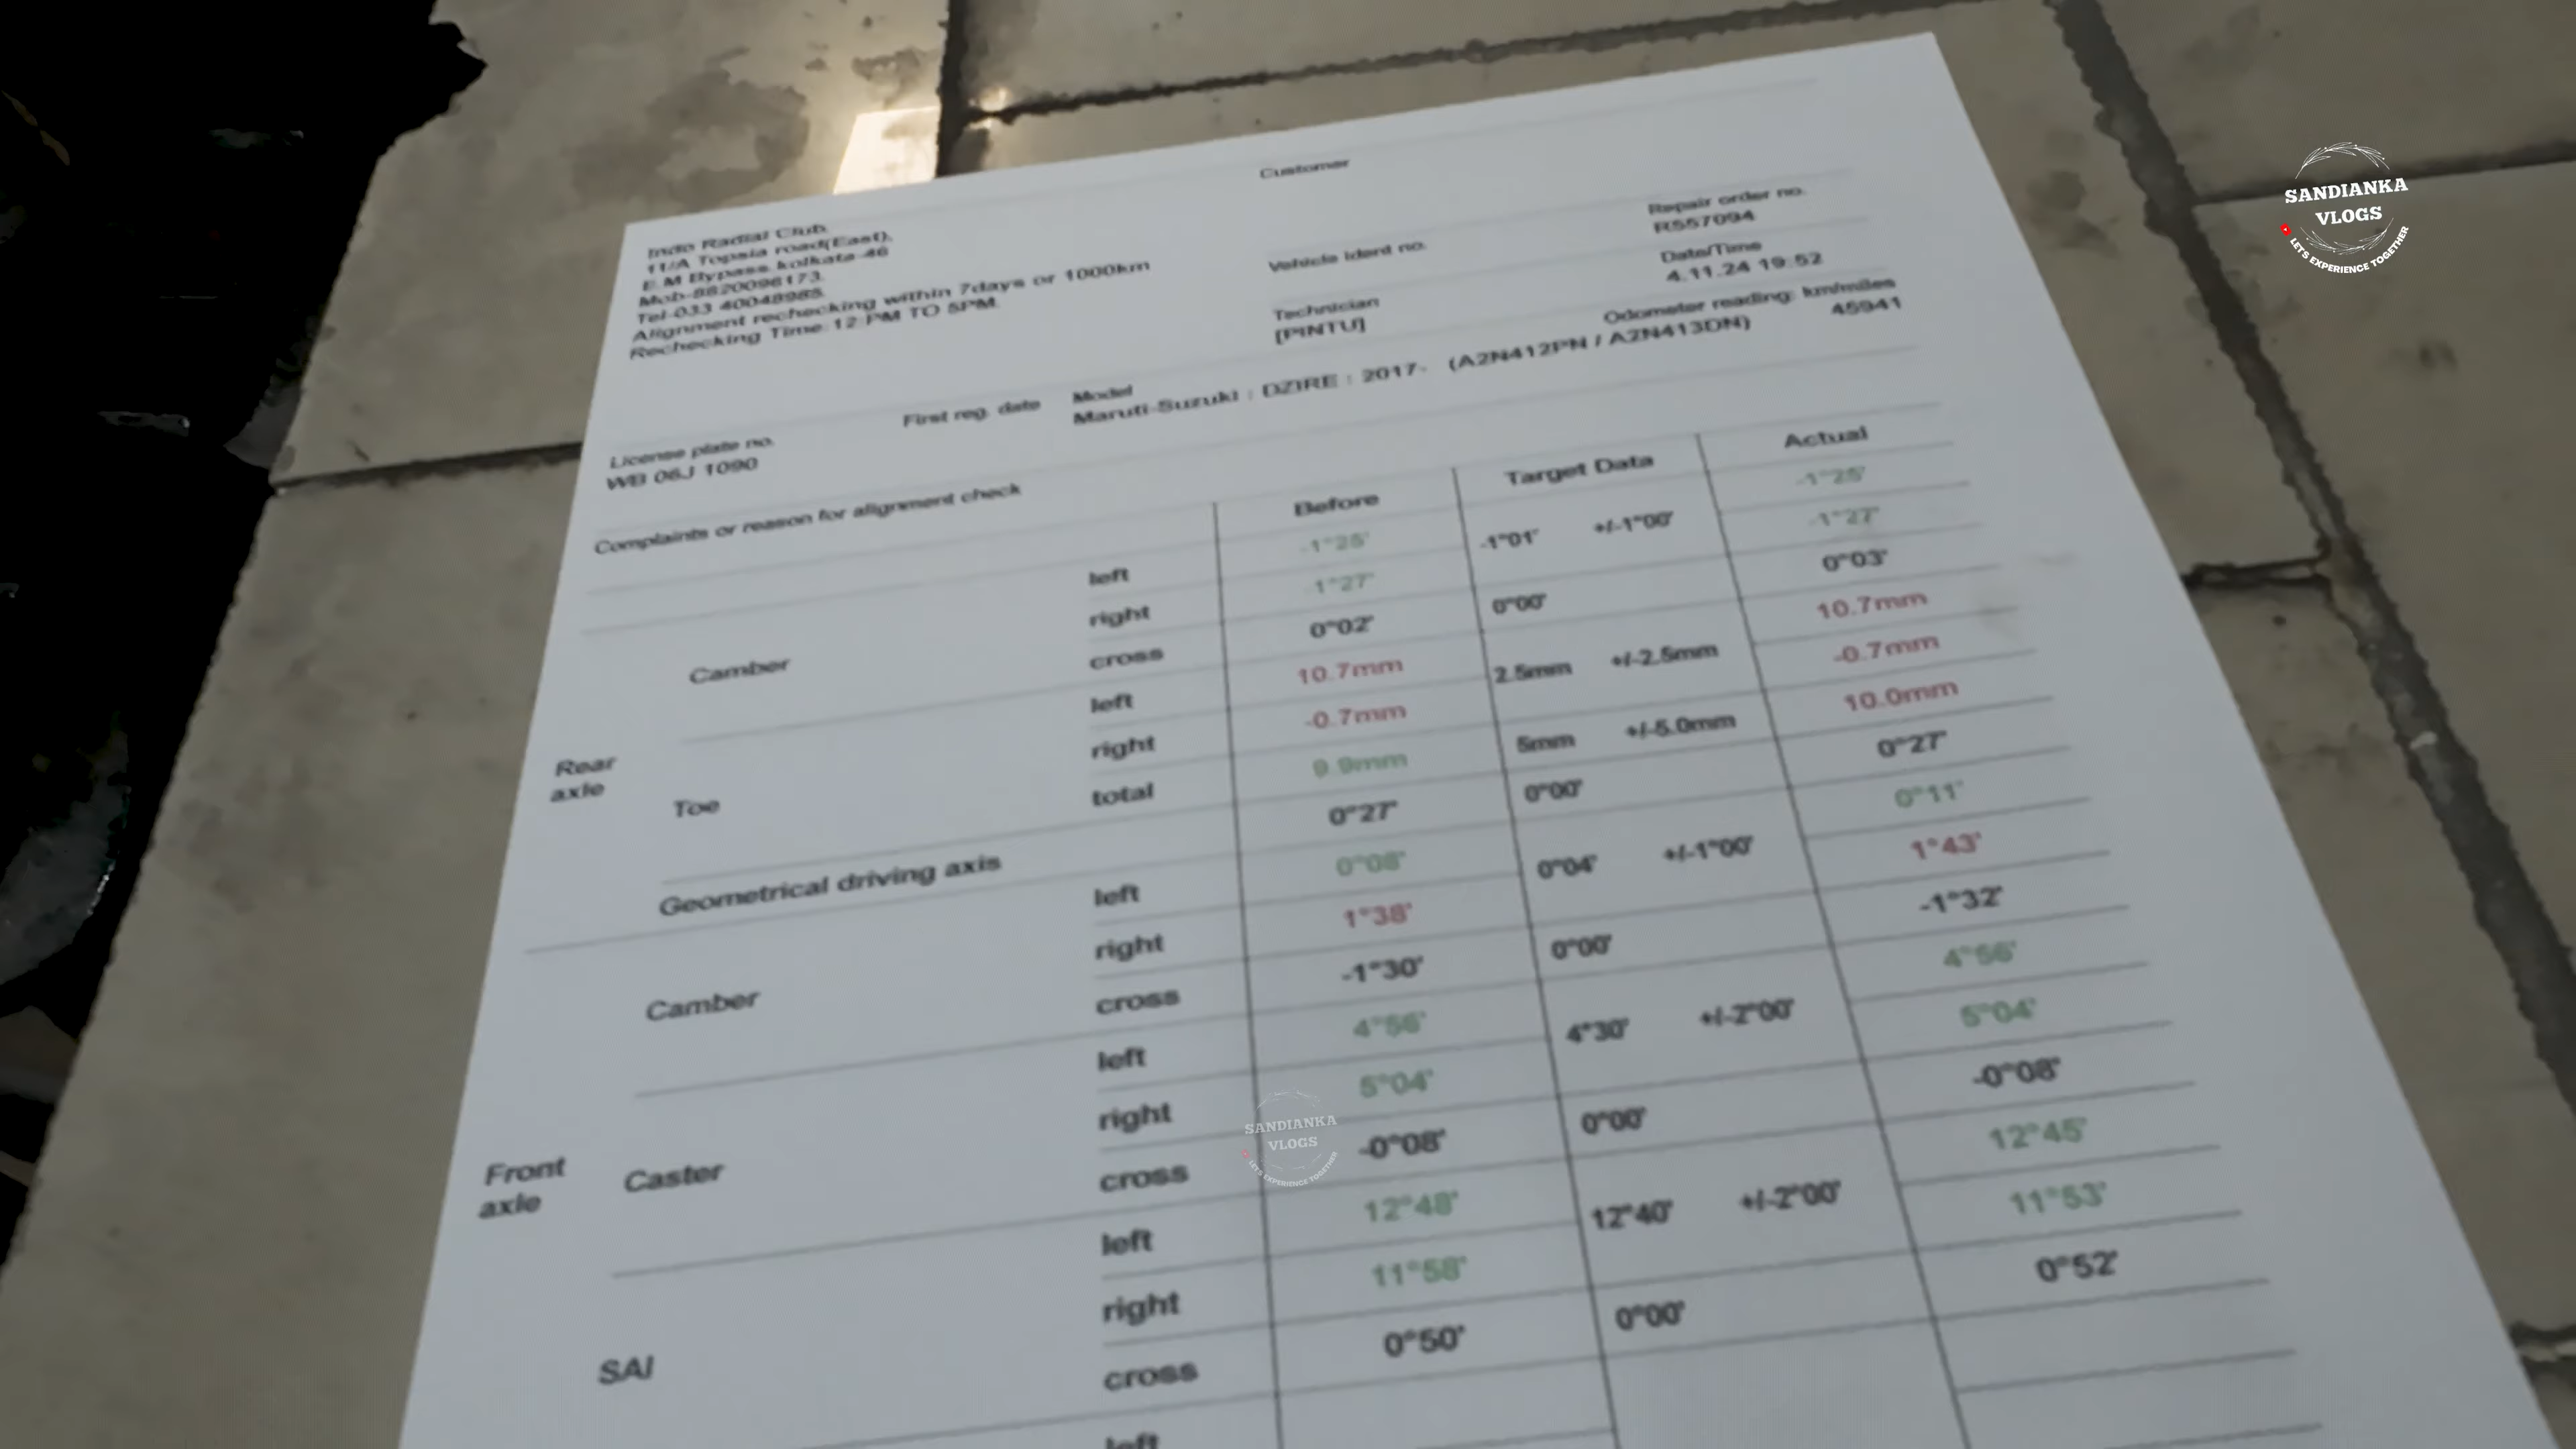 Customer
Indo Radial Club.
11/A Topsia road(East),
E.M Bypass.kolkata-46
Mob-8820096173.
Tel-033 40048985.
Alignment rechecking within 7days or 1000km
Rechecking Time:12:PM TO 5PM.
Vehicle ident no.
Repair order no.
R557094
Technician
[PINTU]
Date/Time
4.11.24 19:52
Odometer reading: km/miles
45941
License plate no.
WB 06J 1090
First reg. date
Model
Maruti-Suzuki : DZIRE : 2017- (A2N412PN / A2N413DN)
Complaints or reason for alignment check
Before Target Data Actual
Rear axle
Camber
left -1°25' -1°01' +/-1°00' -1°25'
right -1°27' -1°27'
cross 0°02' 0°00' 0°03'
Toe
left 10.7mm 2.5mm +/-2.5mm 10.7mm
right -0.7mm -0.7mm
total 9.9mm 5mm +/-5.0mm 10.0mm
Geometrical driving axis 0°27' 0°00' 0°27'
Front axle
Camber
left 0°08' 0°04' +/-1°00' 0°11'
right 1°38' 1°43'
cross -1°30' 0°00' -1°32'
Caster
left 4°56' 4°30' +/-2°00' 4°56'
right 5°04' 5°04'
cross -0°08' 0°00' -0°08'
SAI
left 12°48' 12°40' +/-2°00' 12°45'
right 11°58' 11°53'
cross 0°50' 0°00' 0°52'
left
SANDIANKA
VLOGS
LET'S EXPERIENCE TOGETHER
SANDIANKA
VLOGS
LET'S EXPERIENCE TOGETHER